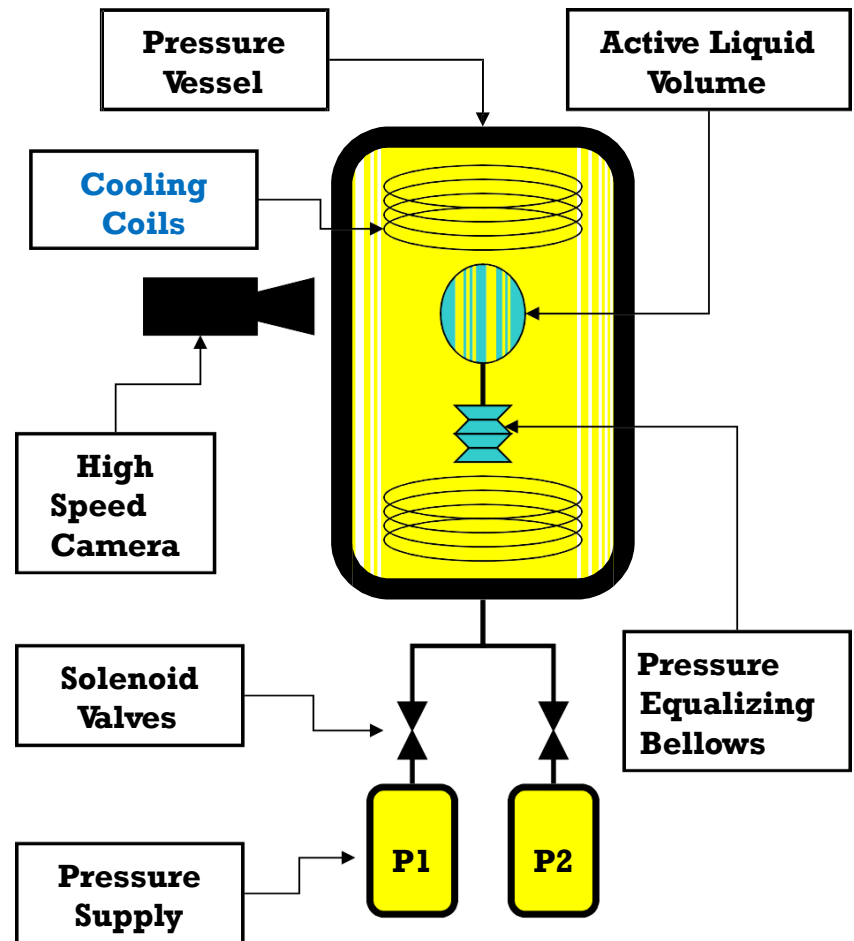 Pressure
Vessel
Active Liquid
Volume
Cooling
Coils
High
Speed
Camera
Solenoid
Valves
Pressure
Equalizing
Bellows
Pressure
Supply
P1
P2